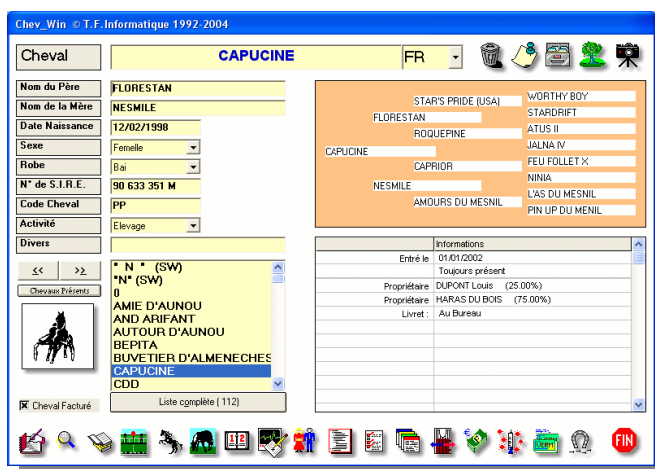 Chev_Win © T.F.Informatique 1992-2004
Cheval CAPUCINE FR
Nom du Père FLORESTAN
Nom de la Mère NESMILE
Date Naissance 12/02/1998
Sexe Femelle
Robe Bai
N° de S.I.R.E. 90 633 351 M
Code Cheval PP
Activité Elevage
Divers
<< >>
Chevaux Présents
" N " (SW)
"N" (SW)
0
AMIE D'AUNOU
AND ARIFANT
AUTOUR D'AUNOU
BEPITA
BUVETIER D'ALMENECHES
CAPUCINE
CDD
Cheval Facturé
Liste complète ( 112)
WORTHY BOY
STAR'S PRIDE (USA)
STARDRIFT
FLORESTAN
ATUS II
ROQUEPINE
JALNA IV
CAPUCINE
FEU FOLLET X
CAPRIOR
NINIA
NESMILE
L'AS DU MESNIL
AMOURS DU MESNIL
PIN UP DU MENIL
Informations
Entré le 01/01/2002
Toujours présent
Propriétaire DUPONT Louis (25.00%)
Propriétaire HARAS DU BOIS (75.00%)
Livret : Au Bureau
FIN